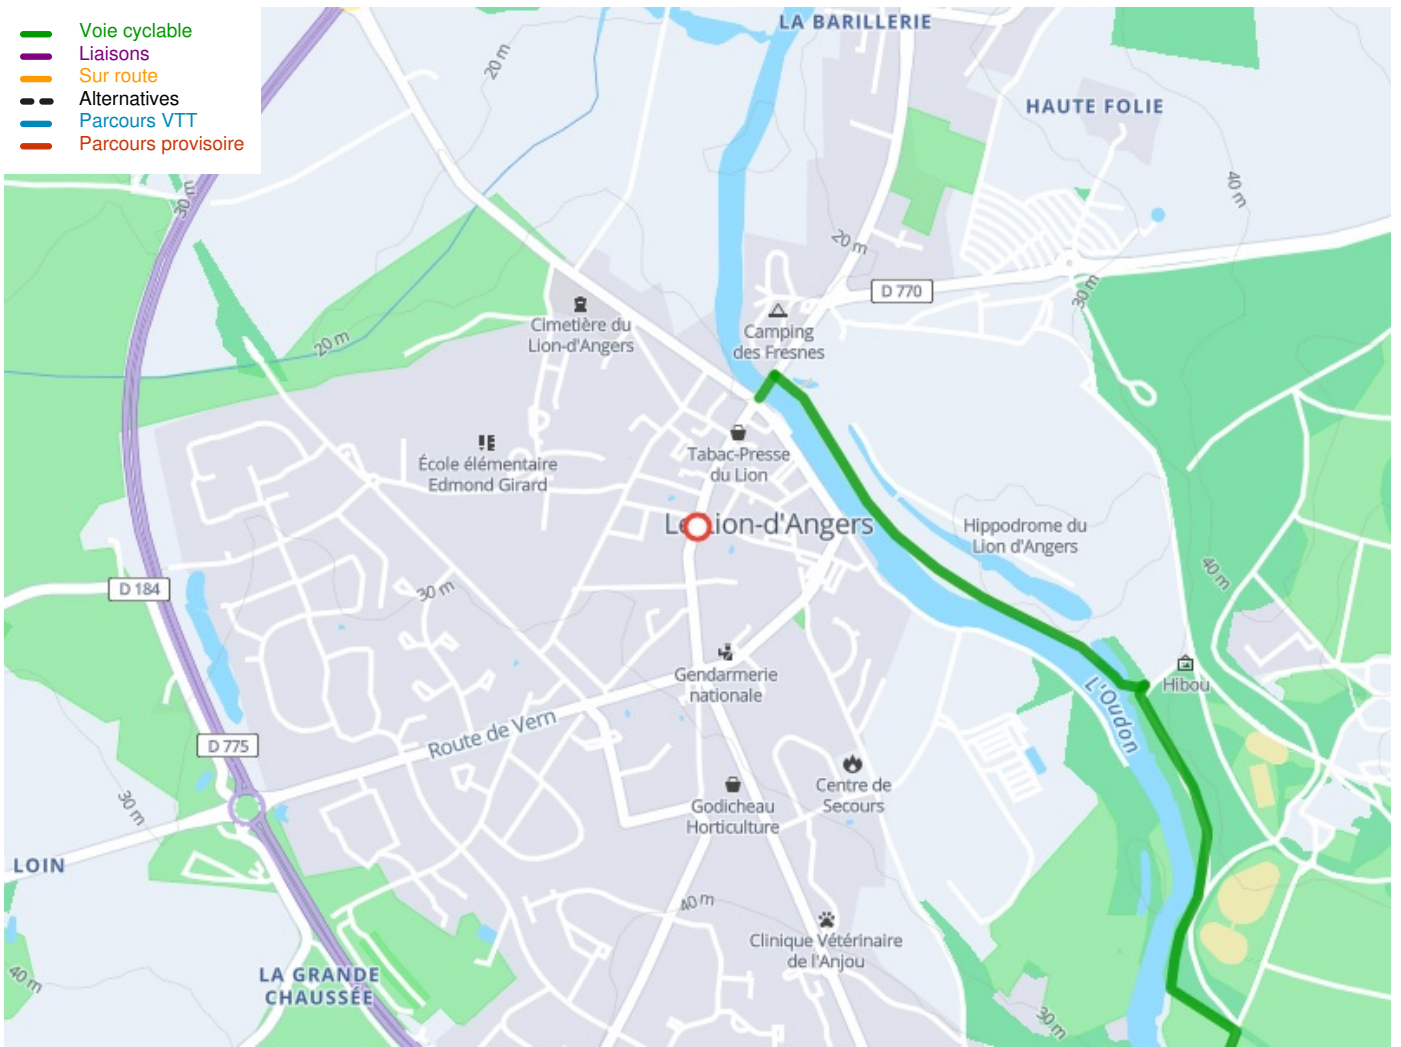 Voie cyclable
Liaisons
Sur route
Alternatives
Parcours VTT
Parcours provisoire
LA BARILLERIE
20 m
HAUTE FOLIE
30 m
40 m
20 m
D 770
30 m
Cimetière du
Lion-d'Angers
Camping
des Fresnes
20 m
École élémentaire
Edmond Girard
Tabac-Presse
du Lion
Le Lion-d'Angers
Hippodrome du
Lion d'Angers
D 184
30 m
40 m
Gendarmerie
nationale
Hibou
L'Oudon
Route de Vern
D 775
Centre de
Secours
30 m
Godicheau
Horticulture
LOIN
40 m
Clinique Vétérinaire
de l'Anjou
40 m
LA GRANDE
CHAUSSÉE
30 m